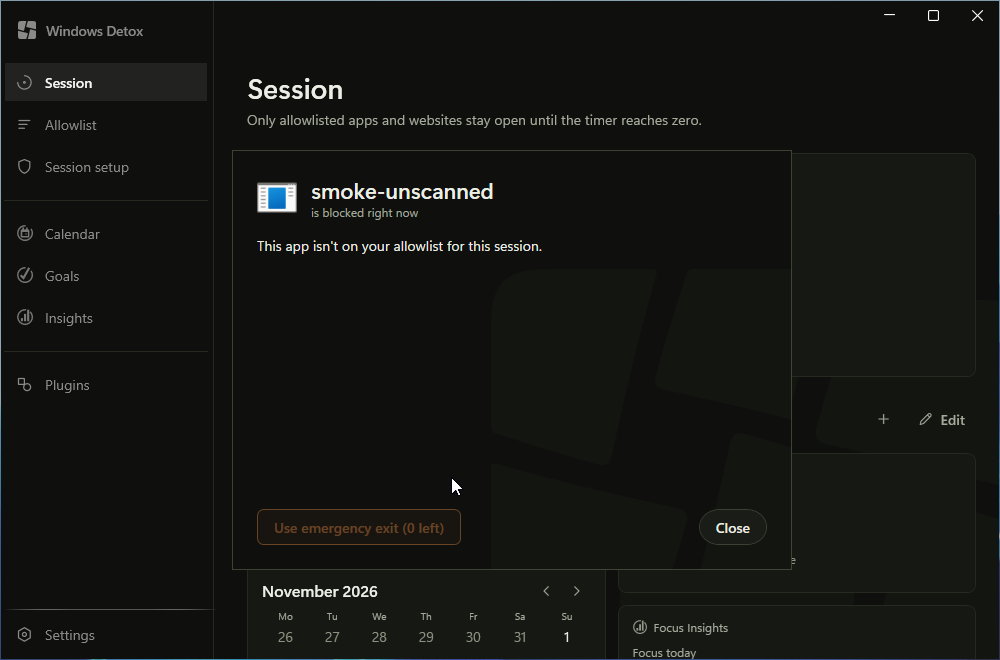 Windows Detox
Session
Allowlist
Session setup
Calendar
Goals
Insights
Plugins
Settings
Session
Only allowlisted apps and websites stay open until the timer reaches zero.
smoke-unscanned
is blocked right now
This app isn't on your allowlist for this session.
Use emergency exit (0 left)
Close
Edit
November 2026
Mo Tu We Th Fr Sa Su
26 27 28 29 30 31 1
Focus Insights
Focus today